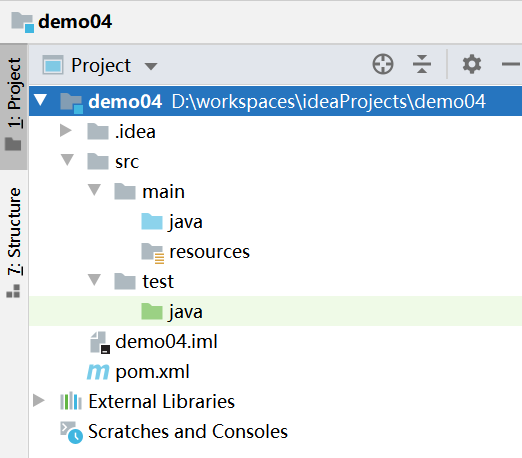 demo04
1: Project
7: Structure
Project
demo04 D:\workspaces\ideaProjects\demo04
.idea
src
main
java
resources
test
java
demo04.iml
pom.xml
External Libraries
Scratches and Consoles